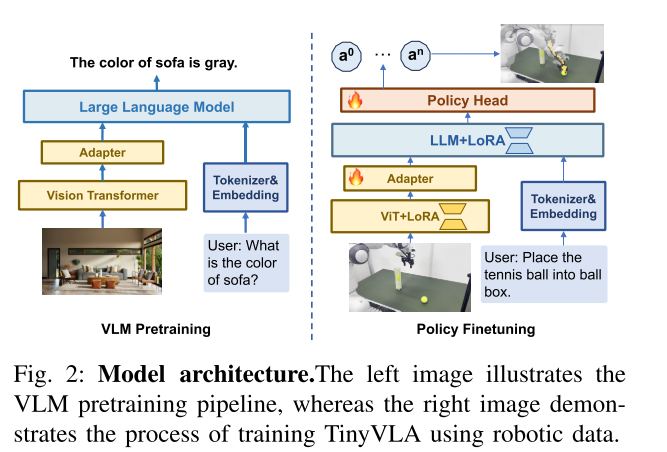 The color of sofa is gray.
Large Language Model
Adapter
Vision Transformer
Tokenizer&
Embedding
User: What
is the color
of sofa?
VLM Pretraining
a0 ... an
Policy Head
LLM+LoRA
Adapter
ViT+LoRA
Tokenizer&
Embedding
User: Place the
tennis ball into ball
box.
Policy Finetuning
Fig. 2: Model architecture.The left image illustrates the
VLM pretraining pipeline, whereas the right image demon-
strates the process of training TinyVLA using robotic data.